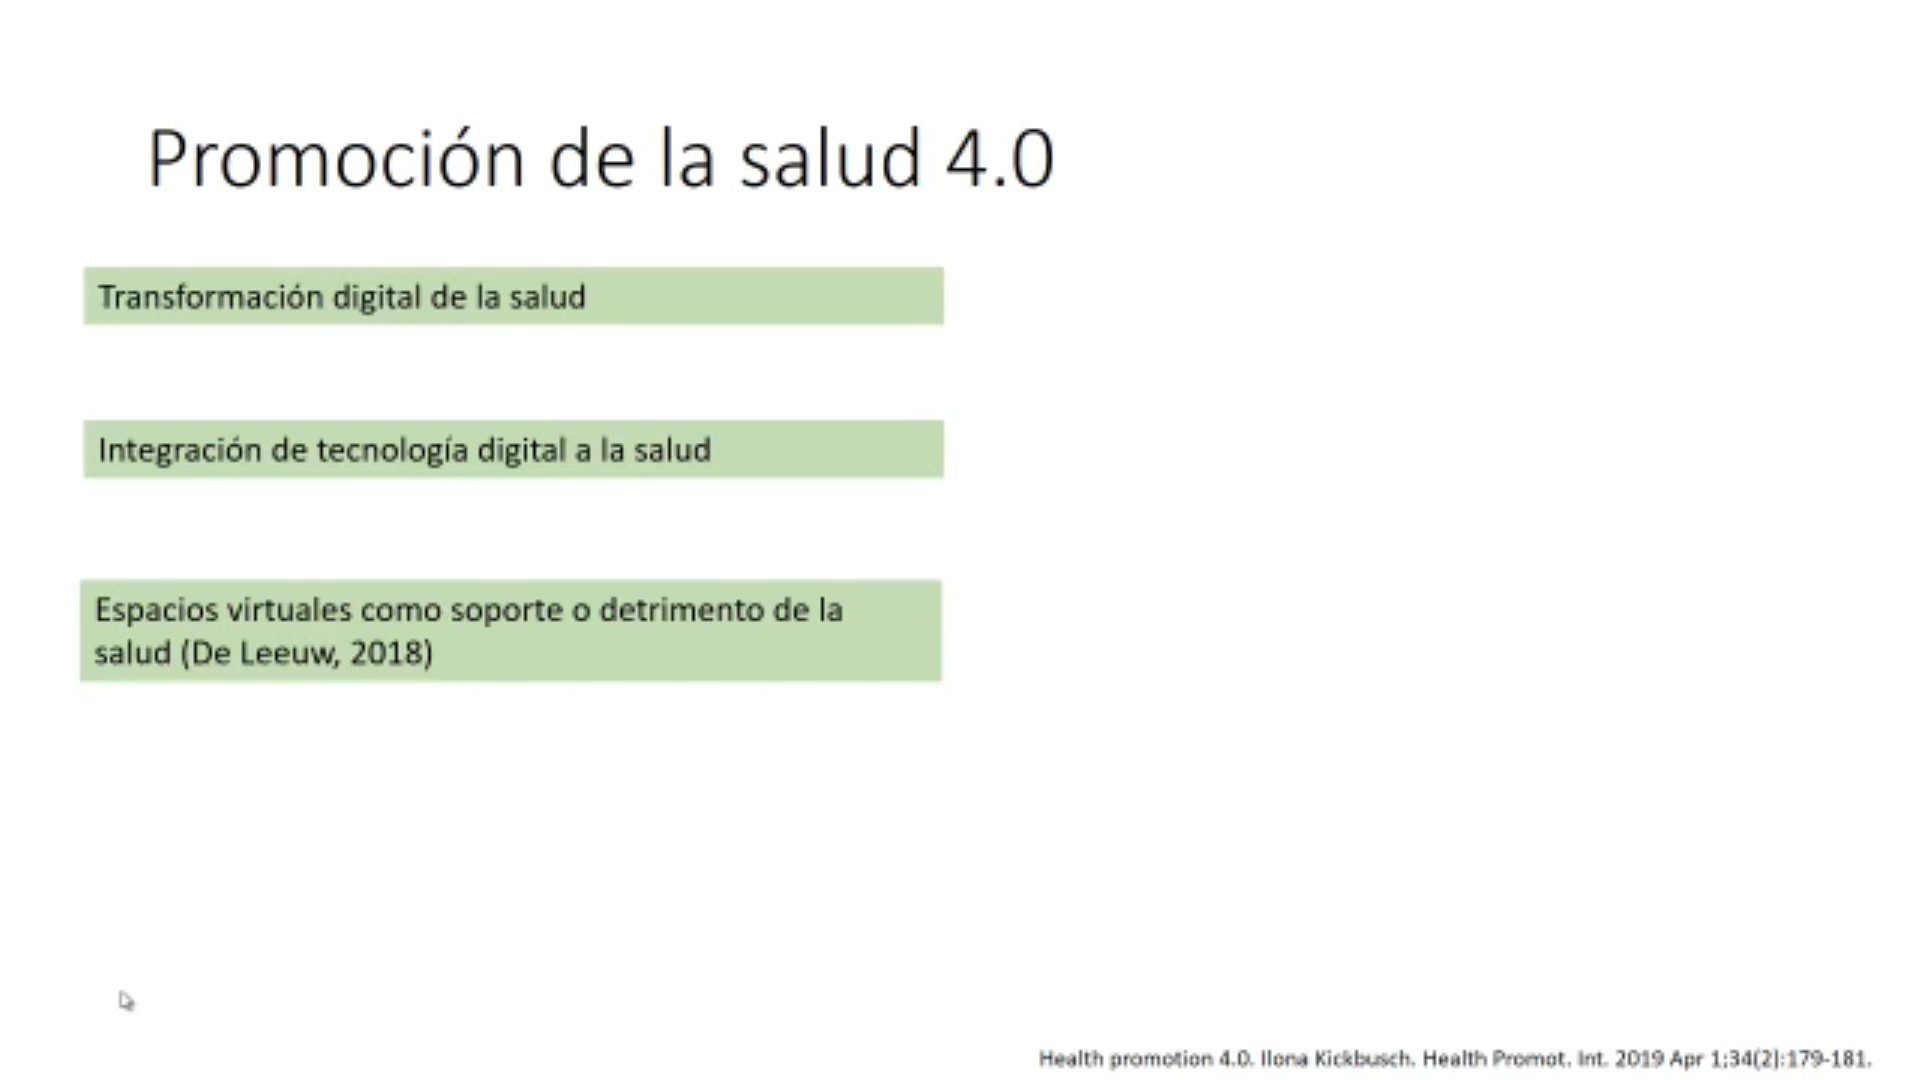 Promoción de la salud 4.0
Transformación digital de la salud
Integración de tecnología digital a la salud
Espacios virtuales como soporte o detrimento de la
salud (De Leeuw, 2018)
Health promotion 4.0. Ilona Kickbusch. Health Promot. Int. 2019 Apr 1;34(2):179-181.